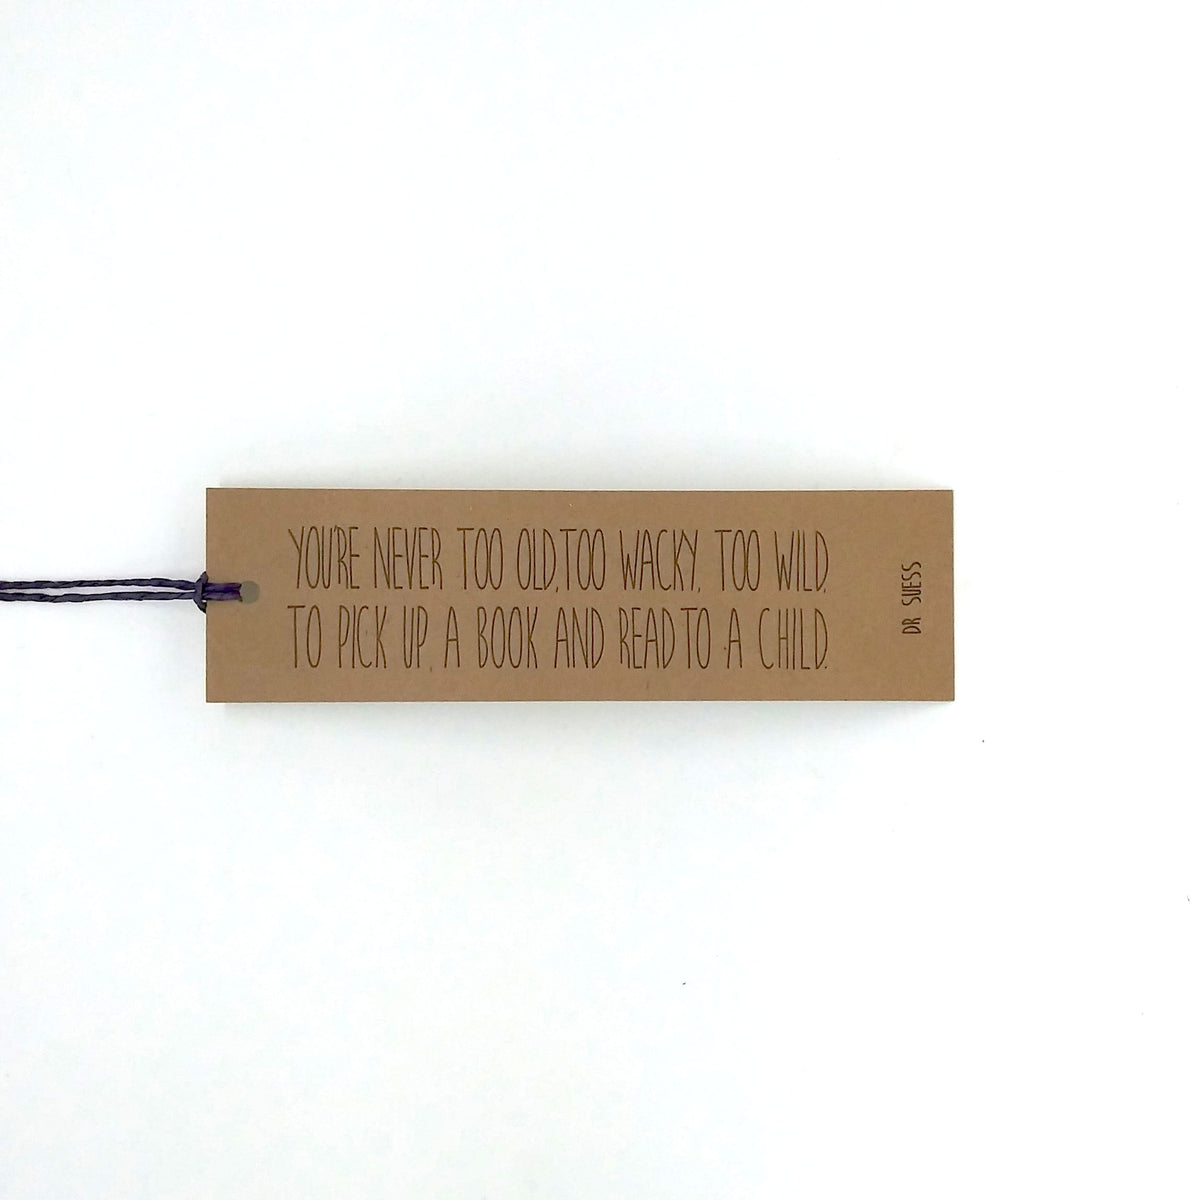 YOU'RE NEVER TOO OLD, TOO WACKY, TOO WILD,
TO PICK UP A BOOK AND READ TO A CHILD.
DR SUESS